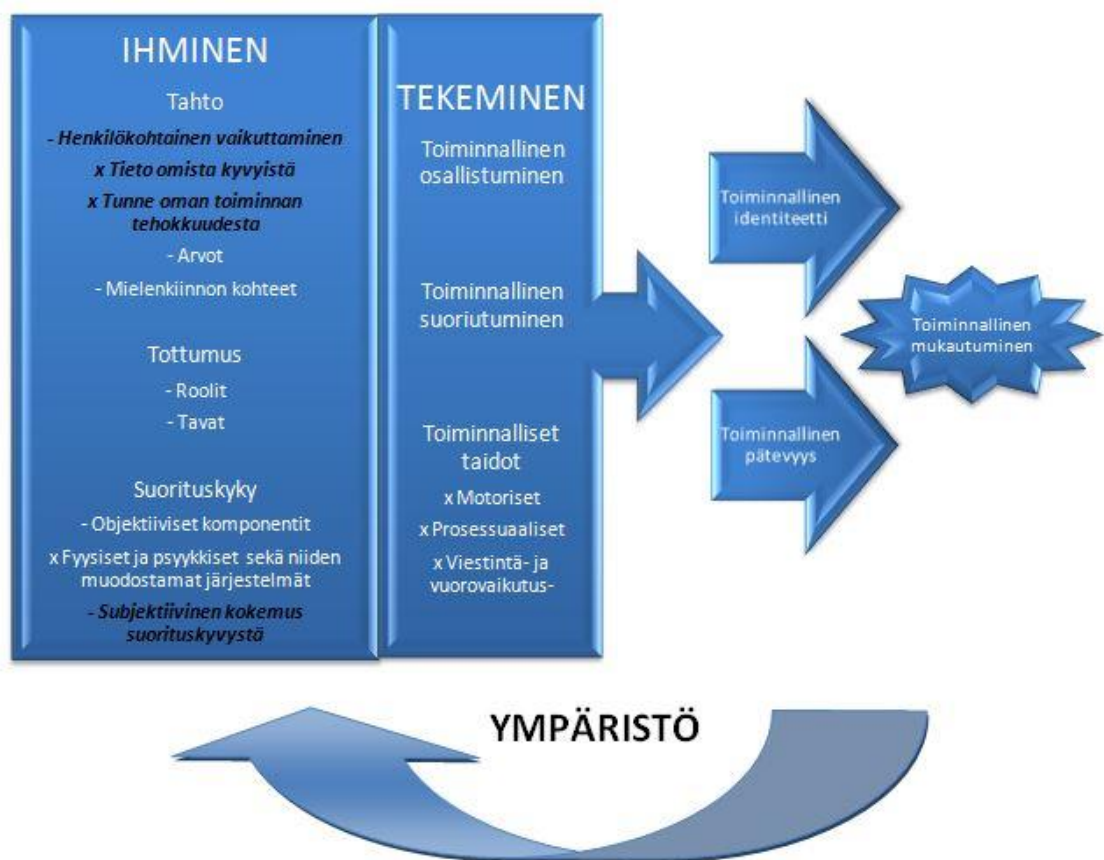 IHMINEN
Tahto
- Henkilökohtainen vaikuttaminen
x Tieto omista kyvyistä
x Tunne oman toiminnan
tehokkuudesta
- Arvot
- Mielenkiinnon kohteet
Tottumus
- Roolit
- Tavat
Suorituskyky
- Objektiiviset komponentit
x Fyysiset ja psyykkiset sekä niiden
muodostamat järjestelmät
- Subjektiivinen kokemus
suorituskyvystä
TEKEMINEN
Toiminnallinen
osallistuminen
Toiminnallinen
suoriutuminen
Toiminnalliset
taidot
x Motoriset
x Prosessuaaliset
x Viestintä- ja
vuorovaikutus-
Toiminnallinen
identiteetti
Toiminnallinen
pätevyys
Toiminnallinen
mukautuminen
YMPÄRISTÖ